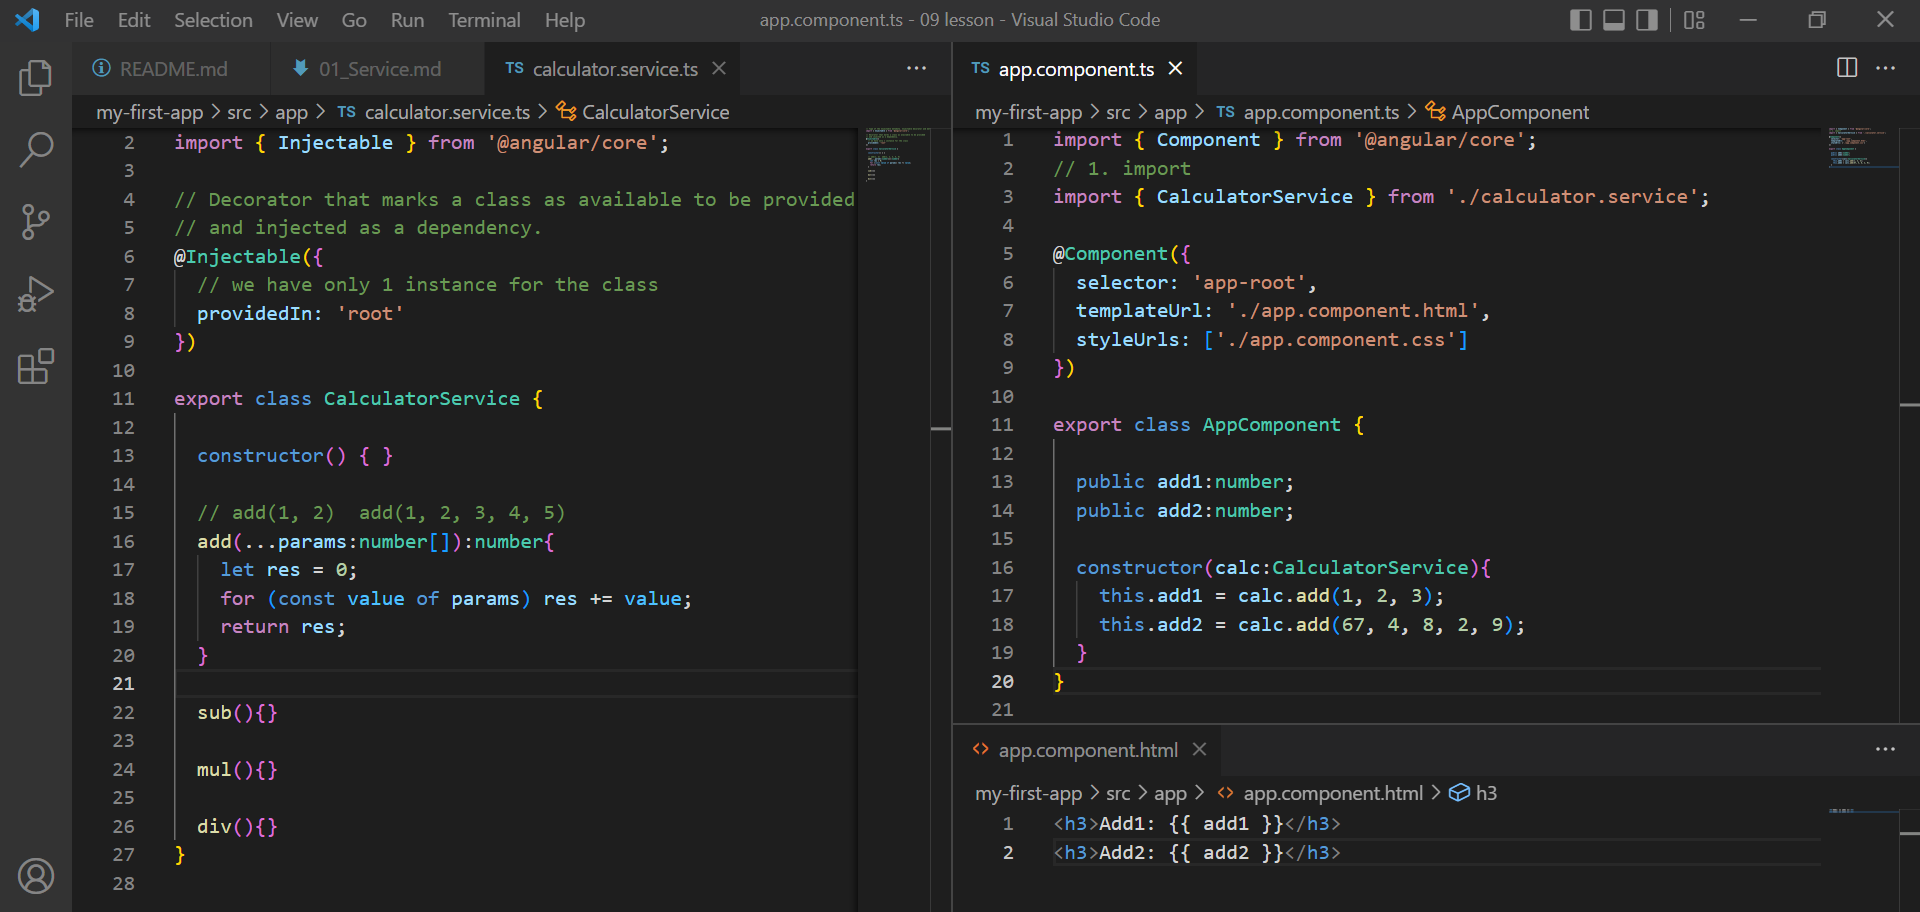 File Edit Selection View Go Run Terminal Help
app.component.ts - 09 lesson - Visual Studio Code
README.md
01_Service.md
TS calculator.service.ts
my-first-app > src > app > TS calculator.service.ts > CalculatorService
2 import { Injectable } from '@angular/core';
3
4 // Decorator that marks a class as available to be provided
5 // and injected as a dependency.
6 @Injectable({
7 // we have only 1 instance for the class
8 providedIn: 'root'
9 })
10
11 export class CalculatorService {
12
13 constructor() { }
14
15 // add(1, 2)  add(1, 2, 3, 4, 5)
16 add(...params:number[]):number{
17 let res = 0;
18 for (const value of params) res += value;
19 return res;
20 }
21
22 sub(){}
23
24 mul(){}
25
26 div(){}
27 }
28
TS app.component.ts
my-first-app > src > app > TS app.component.ts > AppComponent
1 import { Component } from '@angular/core';
2 // 1. import
3 import { CalculatorService } from './calculator.service';
4
5 @Component({
6 selector: 'app-root',
7 templateUrl: './app.component.html',
8 styleUrls: ['./app.component.css']
9 })
10
11 export class AppComponent {
12
13 public add1:number;
14 public add2:number;
15
16 constructor(calc:CalculatorService){
17 this.add1 = calc.add(1, 2, 3);
18 this.add2 = calc.add(67, 4, 8, 2, 9);
19 }
20 }
21
<> app.component.html
my-first-app > src > app > <> app.component.html > h3
1 <h3>Add1: {{ add1 }}</h3>
2 <h3>Add2: {{ add2 }}</h3>